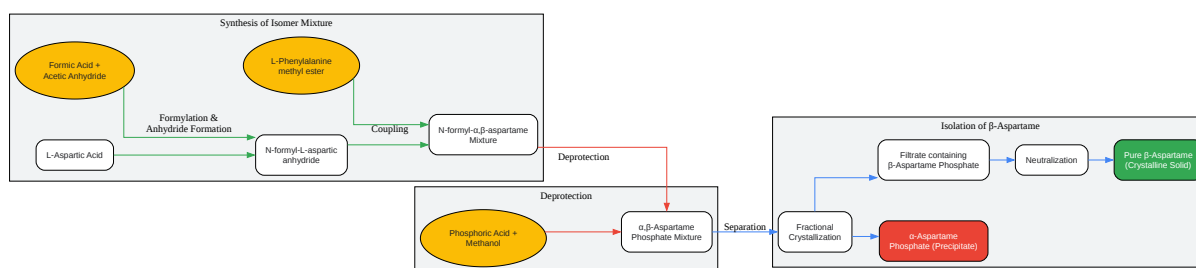 Synthesis of Isomer Mixture
Formic Acid +
Acetic Anhydride
L-Phenylalanine
methyl ester
Formylation &
Anhydride Formation
L-Aspartic Acid
N-formyl-L-aspartic
anhydride
Coupling
N-formyl-α,β-aspartame
Mixture
Deprotection
Deprotection
Phosphoric Acid +
Methanol
α,β-Aspartame
Phosphate Mixture
Separation
Isolation of β-Aspartame
Fractional
Crystallization
Filtrate containing
β-Aspartame Phosphate
Neutralization
Pure β-Aspartame
(Crystalline Solid)
α-Aspartame
Phosphate (Precipitate)